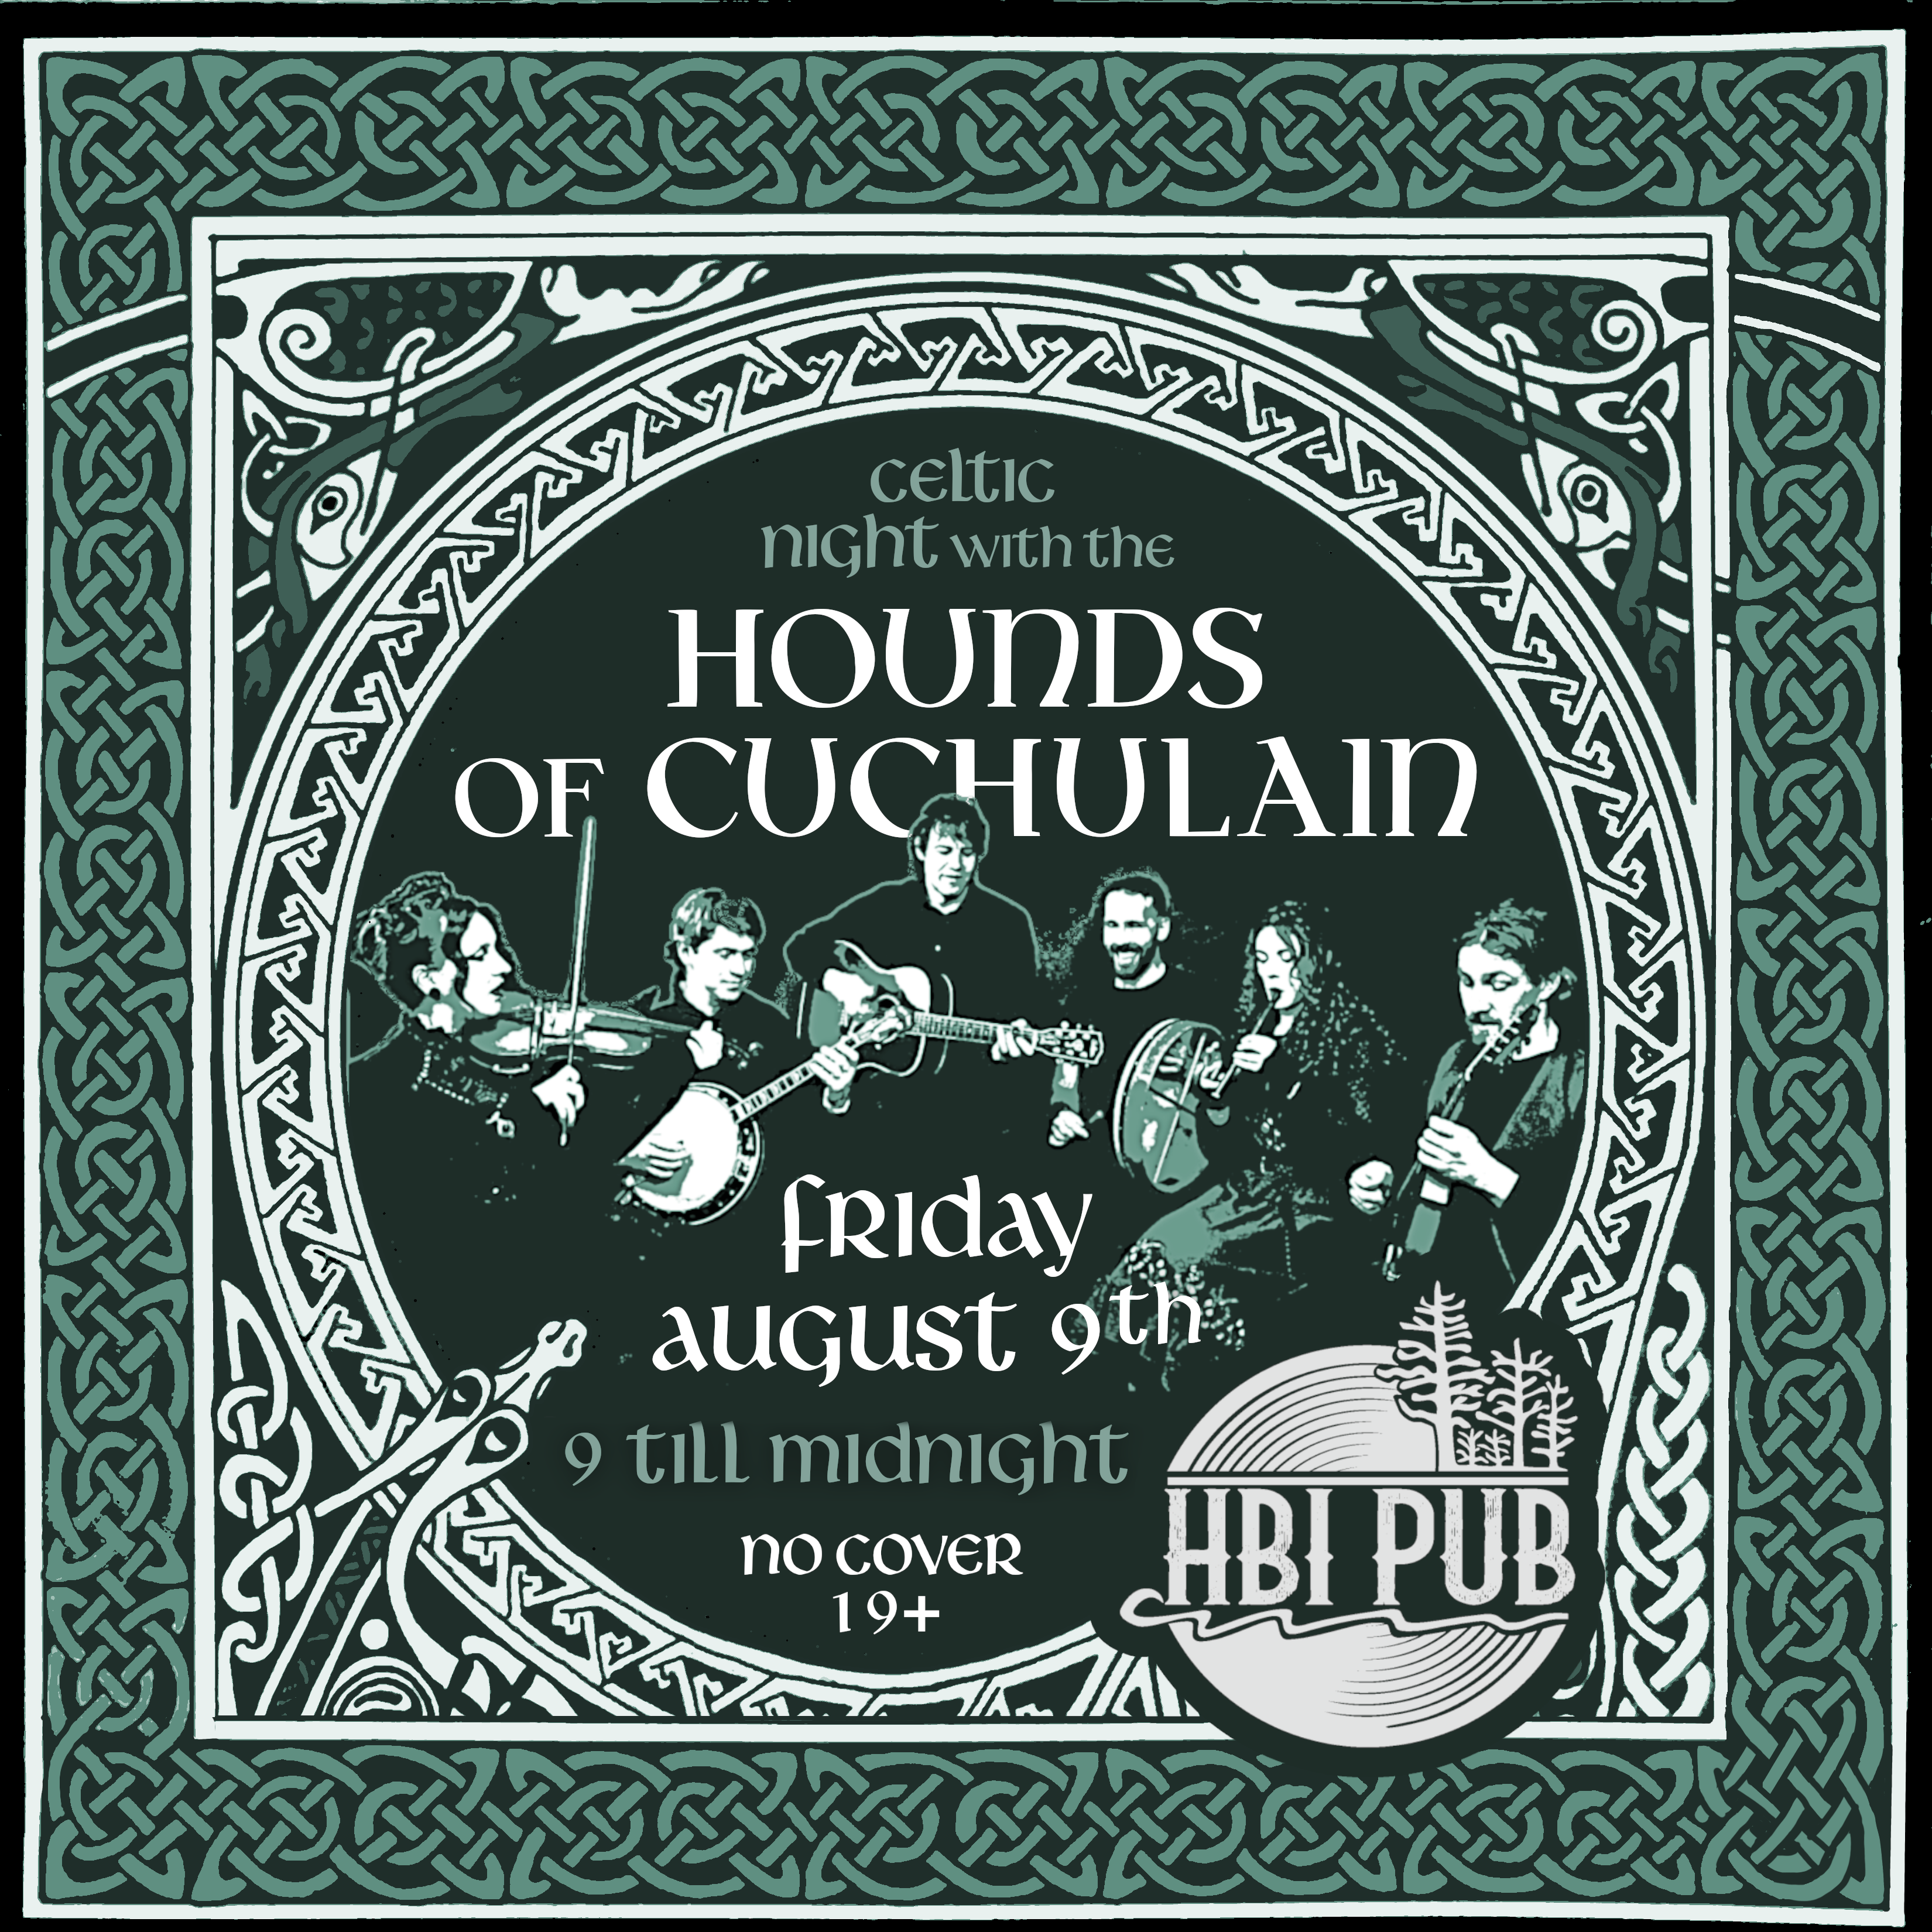 CELTIC
NIGHT WITH THE
HOUNDS
OF CUCHULAIN
FRIDAY
AUGUST 9th
9 TILL MIDNIGHT
NO COVER
19+
HBI PUB